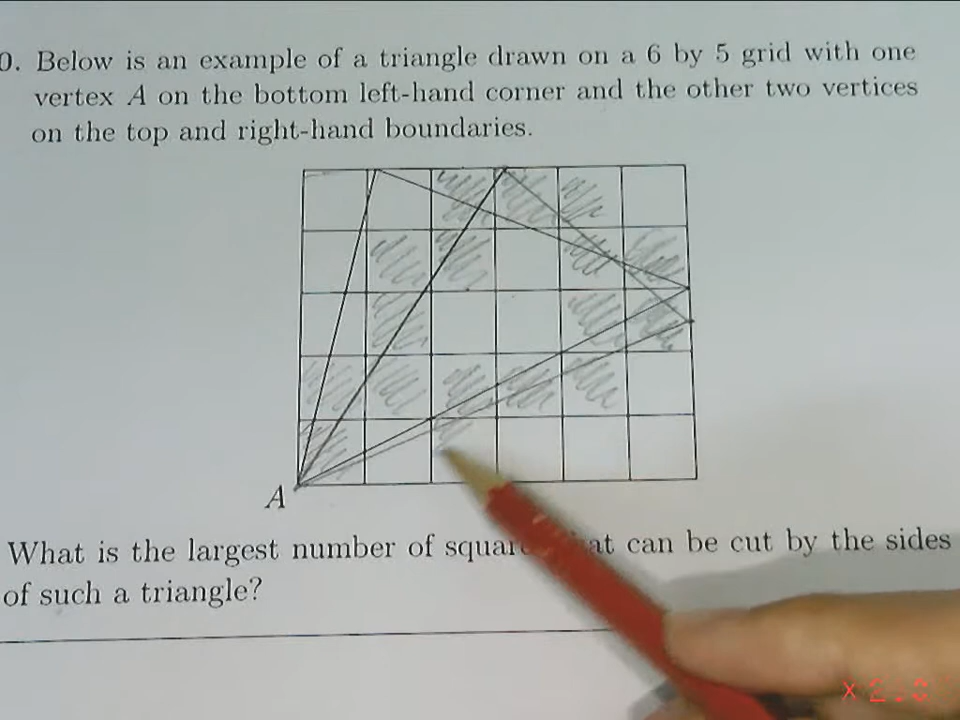 0. Below is an example of a triangle drawn on a 6 by 5 grid with one
vertex A on the bottom left-hand corner and the other two vertices
on the top and right-hand boundaries.
A
What is the largest number of can be cut by the sides
of such a triangle?